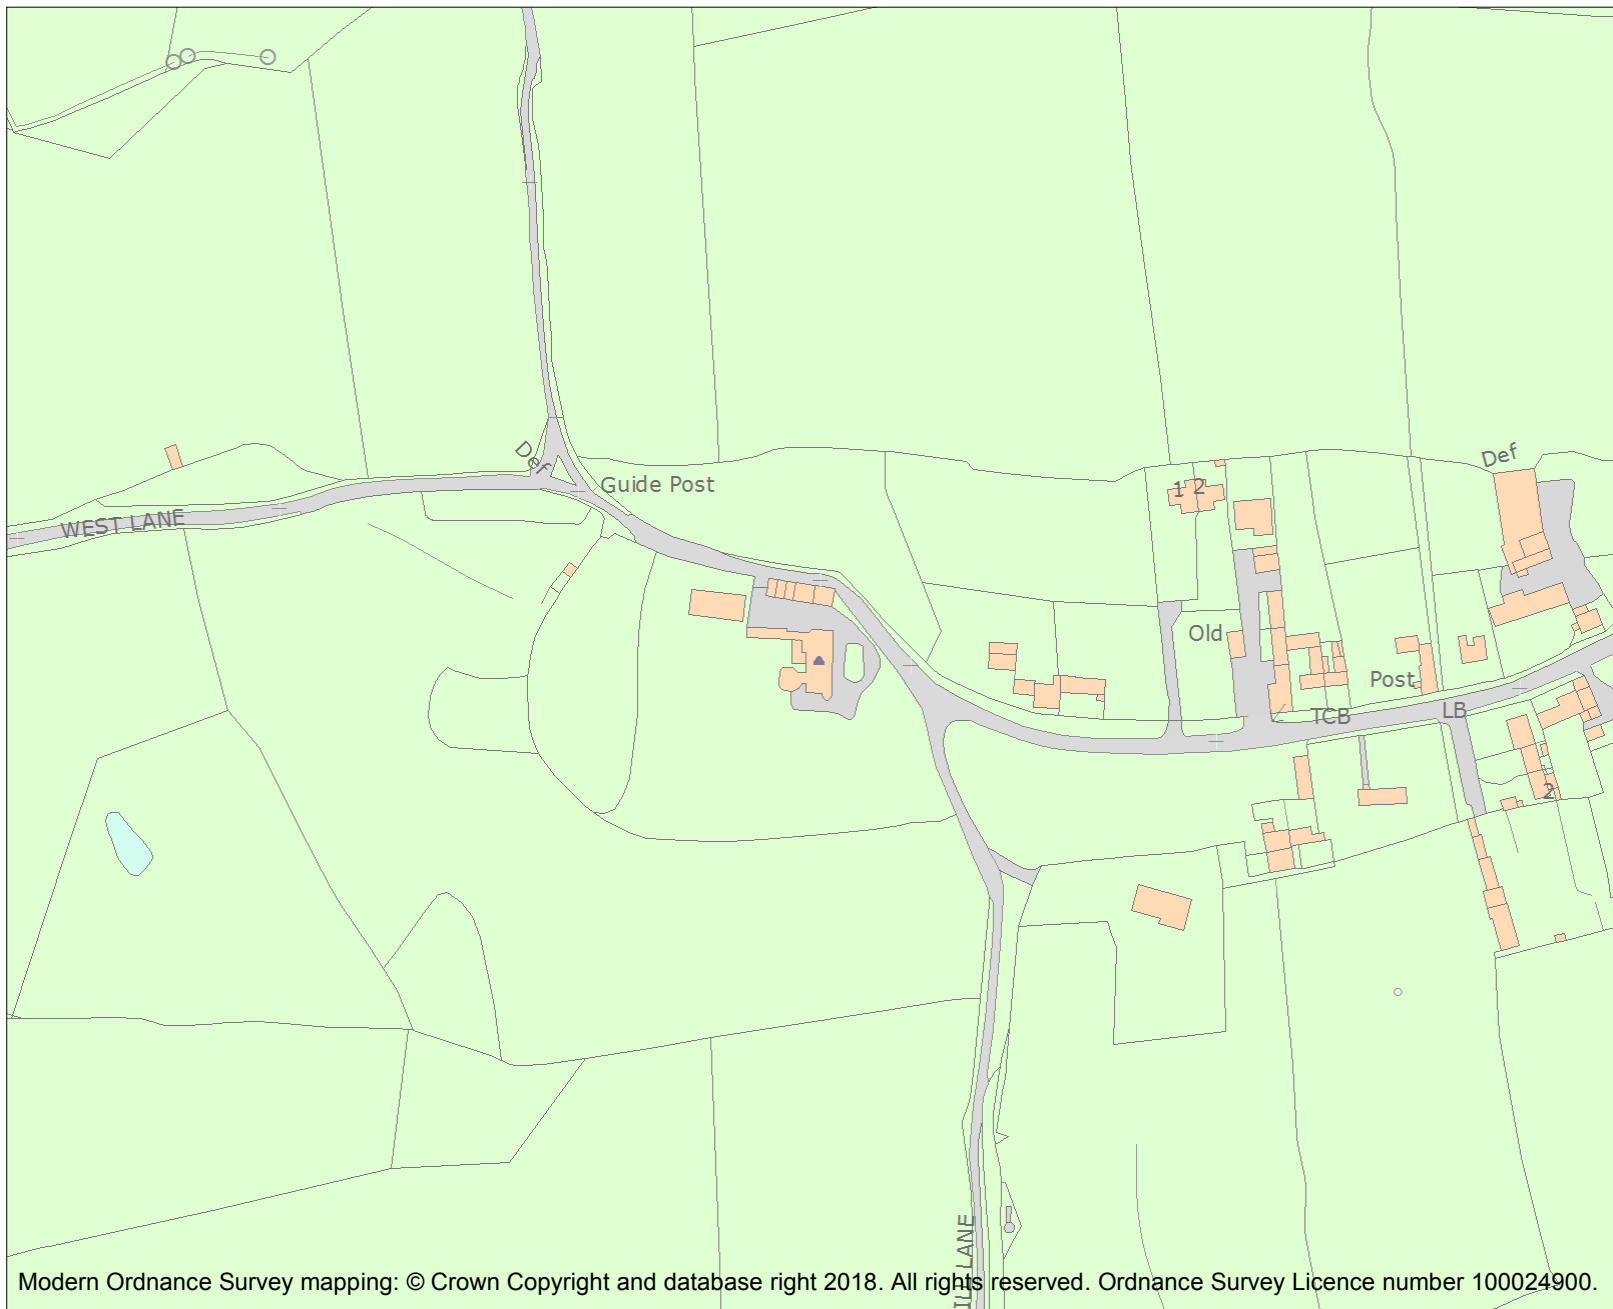 Def
Guide Post
WEST LANE
1 2
Def
Old
Post
TCB
LB
2
LANE
Modern Ordnance Survey mapping: © Crown Copyright and database right 2018. All rights reserved. Ordnance Survey Licence number 100024900.